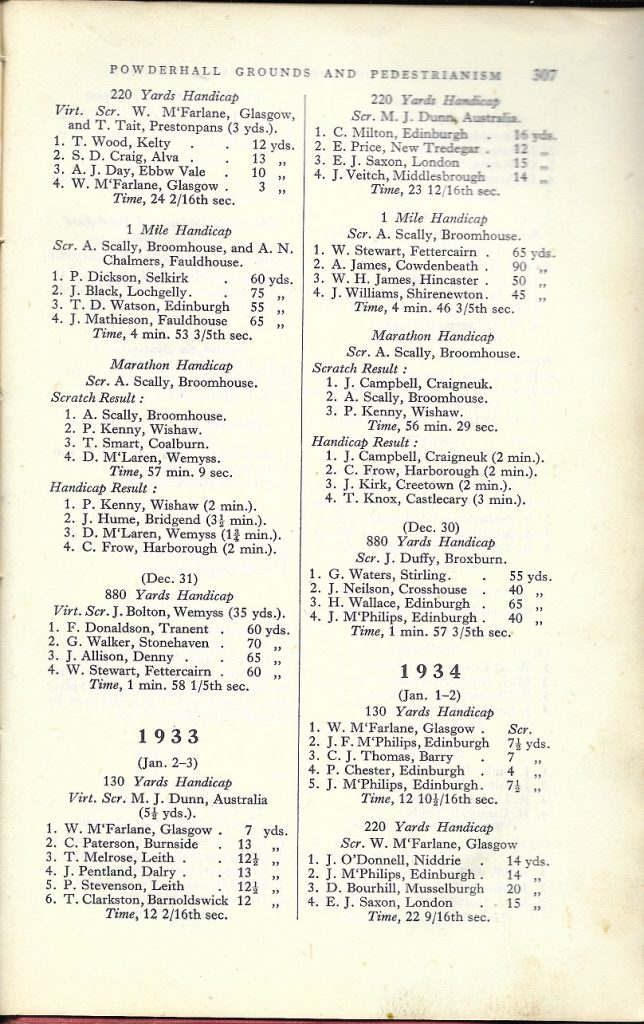 POWDERHALL GROUNDS AND PEDESTRIANISM 307
220 Yards Handicap
Virt. Scr. W. M‘Farlane, Glasgow,
and T. Tait, Prestonpans (3 yds.).
1. T. Wood, Kelty . . 12 yds.
2. S. D. Craig, Alva . . 13 „
3. A. J. Day, Ebbw Vale . 10 „
4. W. M‘Farlane, Glasgow . 3 „
Time, 24 2/16th sec.
1 Mile Handicap
Scr. A. Scally, Broomhouse, and A. N.
Chalmers, Fauldhouse.
1. P. Dickson, Selkirk . 60 yds.
2. J. Black, Lochgelly. . 75 „
3. T. D. Watson, Edinburgh 55 „
4. J. Mathieson, Fauldhouse 65 „
Time, 4 min. 53 3/5th sec.
Marathon Handicap
Scr. A. Scally, Broomhouse.
Scratch Result :
1. A. Scally, Broomhouse.
2. P. Kenny, Wishaw.
3. T. Smart, Coalburn.
4. D. M‘Laren, Wemyss.
Time, 57 min. 9 sec.
Handicap Result :
1. P. Kenny, Wishaw (2 min.).
2. J. Hume, Bridgend (3½ min.).
3. D. M‘Laren, Wemyss (1¾ min.).
4. C. Frow, Harborough (2 min.).
(Dec. 31)
880 Yards Handicap
Virt. Scr. J. Bolton, Wemyss (35 yds.).
1. F. Donaldson, Tranent . 60 yds.
2. G. Walker, Stonehaven . 70 „
3. J. Allison, Denny . . 65 „
4. W. Stewart, Fettercairn . 60 „
Time, 1 min. 58 1/5th sec.
1933
(Jan. 2–3)
130 Yards Handicap
Virt. Scr. M. J. Dunn, Australia
(5½ yds.).
1. W. M‘Farlane, Glasgow . 7 yds.
2. C. Paterson, Burnside . 13 „
3. T. Melrose, Leith . . 12½ „
4. J. Pentland, Dalry . . 13 „
5. P. Stevenson, Leith . 12½ „
6. T. Clarkston, Barnoldswick 12 „
Time, 12 2/16th sec.
220 Yards Handicap
Scr. M. J. Dunn, Australia.
1. C. Milton, Edinburgh . 16 yds.
2. E. Price, New Tredegar . 12 „
3. E. J. Saxon, London . 15 „
4. J. Veitch, Middlesbrough 14 „
Time, 23 12/16th sec.
1 Mile Handicap
Scr. A. Scally, Broomhouse.
1. W. Stewart, Fettercairn . 65 yds.
2. A. James, Cowdenbeath . 90 „
3. W. H. James, Hincaster . 50 „
4. J. Williams, Shirenewton. 45 „
Time, 4 min. 46 3/5th sec.
Marathon Handicap
Scr. A. Scally, Broomhouse.
Scratch Result :
1. J. Campbell, Craigneuk.
2. A. Scally, Broomhouse.
3. P. Kenny, Wishaw.
Time, 56 min. 29 sec.
Handicap Result :
1. J. Campbell, Craigneuk (2 min.).
2. C. Frow, Harborough (2 min.).
3. J. Kirk, Creetown (2 min.).
4. T. Knox, Castlecary (3 min.).
(Dec. 30)
880 Yards Handicap
Scr. J. Duffy, Broxburn.
1. G. Waters, Stirling. . 55 yds.
2. J. Neilson, Crosshouse . 40 „
3. H. Wallace, Edinburgh . 65 „
4. J. M‘Philips, Edinburgh . 40 „
Time, 1 min. 57 3/5th sec.
1934
(Jan. 1–2)
130 Yards Handicap
1. W. M‘Farlane, Glasgow . Scr.
2. J. F. M‘Philips, Edinburgh 7½ yds.
3. C. J. Thomas, Barry . 7 „
4. P. Chester, Edinburgh . 4 „
5. J. M‘Philips, Edinburgh. 7½ „
Time, 12 10½/16th sec.
220 Yards Handicap
Scr. W. M‘Farlane, Glasgow
1. J. O’Donnell, Niddrie . 14 yds.
2. J. M‘Philips, Edinburgh . 14 „
3. D. Bourhill, Musselburgh 20 „
4. E. J. Saxon, London . 15 „
Time, 22 9/16th sec.